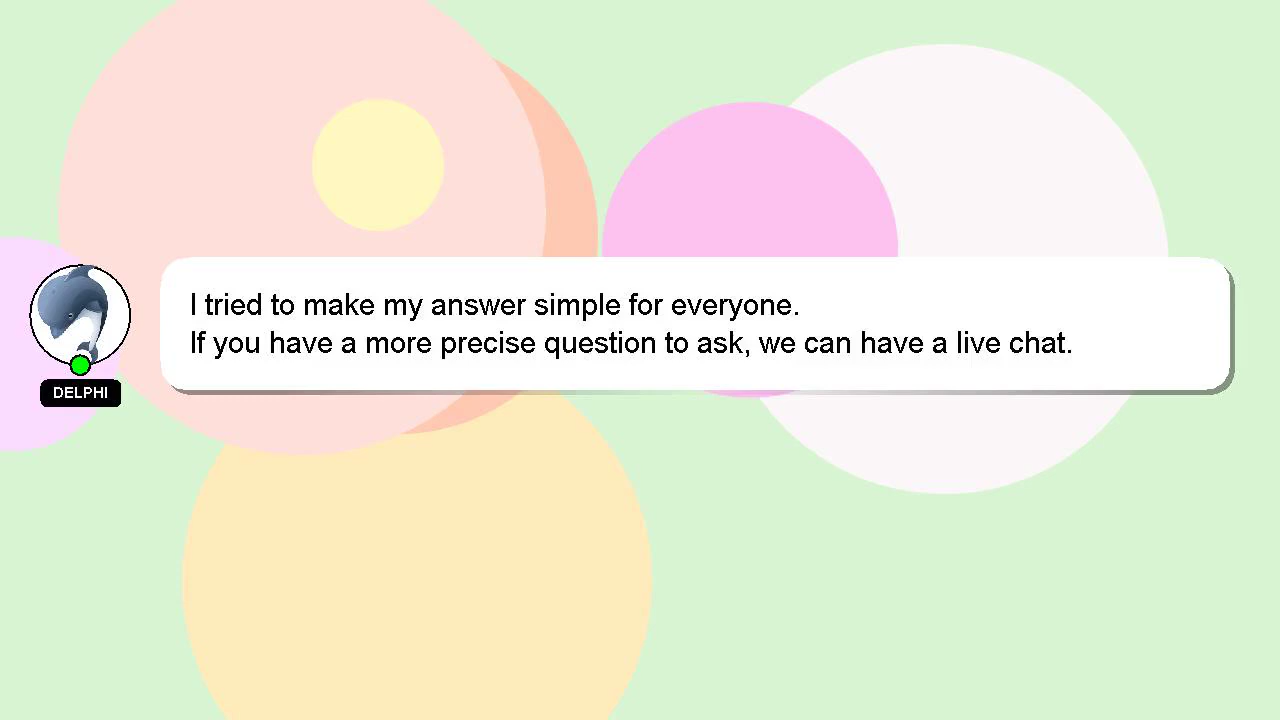 I tried to make my answer simple for everyone.
If you have a more precise question to ask, we can have a live chat.
DELPHI